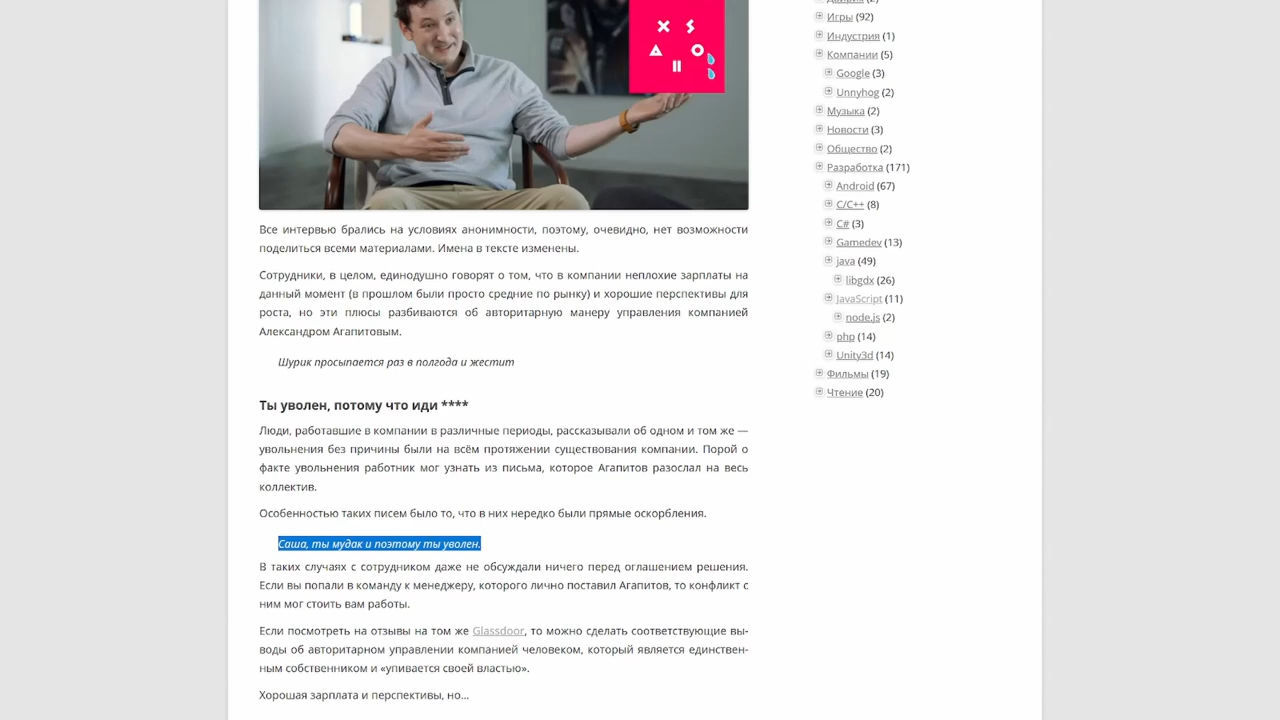 Игры (92)
Индустрия (1)
Компании (5)
Google (3)
Unnyhog (2)
Музыка (2)
Новости (3)
Общество (2)
Разработка (171)
Android (67)
C/C++ (8)
C# (3)
Gamedev (13)
java (49)
libgdx (26)
JavaScript (11)
node.js (2)
php (14)
Unity3d (14)
Фильмы (19)
Чтение (20)
Все интервью брались на условиях анонимности, поэтому, очевидно, нет возможности
поделиться всеми материалами. Имена в тексте изменены.
Сотрудники, в целом, единодушно говорят о том, что в компании неплохие зарплаты на
данный момент (в прошлом были просто средние по рынку) и хорошие перспективы для
роста, но эти плюсы разбиваются об авторитарную манеру управления компанией
Александром Агапитовым.
Шурик просыпается раз в полгода и жестит
Ты уволен, потому что иди ****
Люди, работавшие в компании в различные периоды, рассказывали об одном и том же —
увольнения без причины были на всём протяжении существования компании. Порой о
факте увольнения работник мог узнать из письма, которое Агапитов разослал на весь
коллектив.
Особенностью таких писем было то, что в них нередко были прямые оскорбления.
Саша, ты мудак и поэтому ты уволен.
В таких случаях с сотрудником даже не обсуждали ничего перед оглашением решения.
Если вы попали в команду к менеджеру, которого лично поставил Агапитов, то конфликт с
ним мог стоить вам работы.
Если посмотреть на отзывы на том же Glassdoor, то можно сделать соответствующие вы-
воды об авторитарном управлении компанией человеком, который является единствен-
ным собственником и «упивается своей властью».
Хорошая зарплата и перспективы, но...